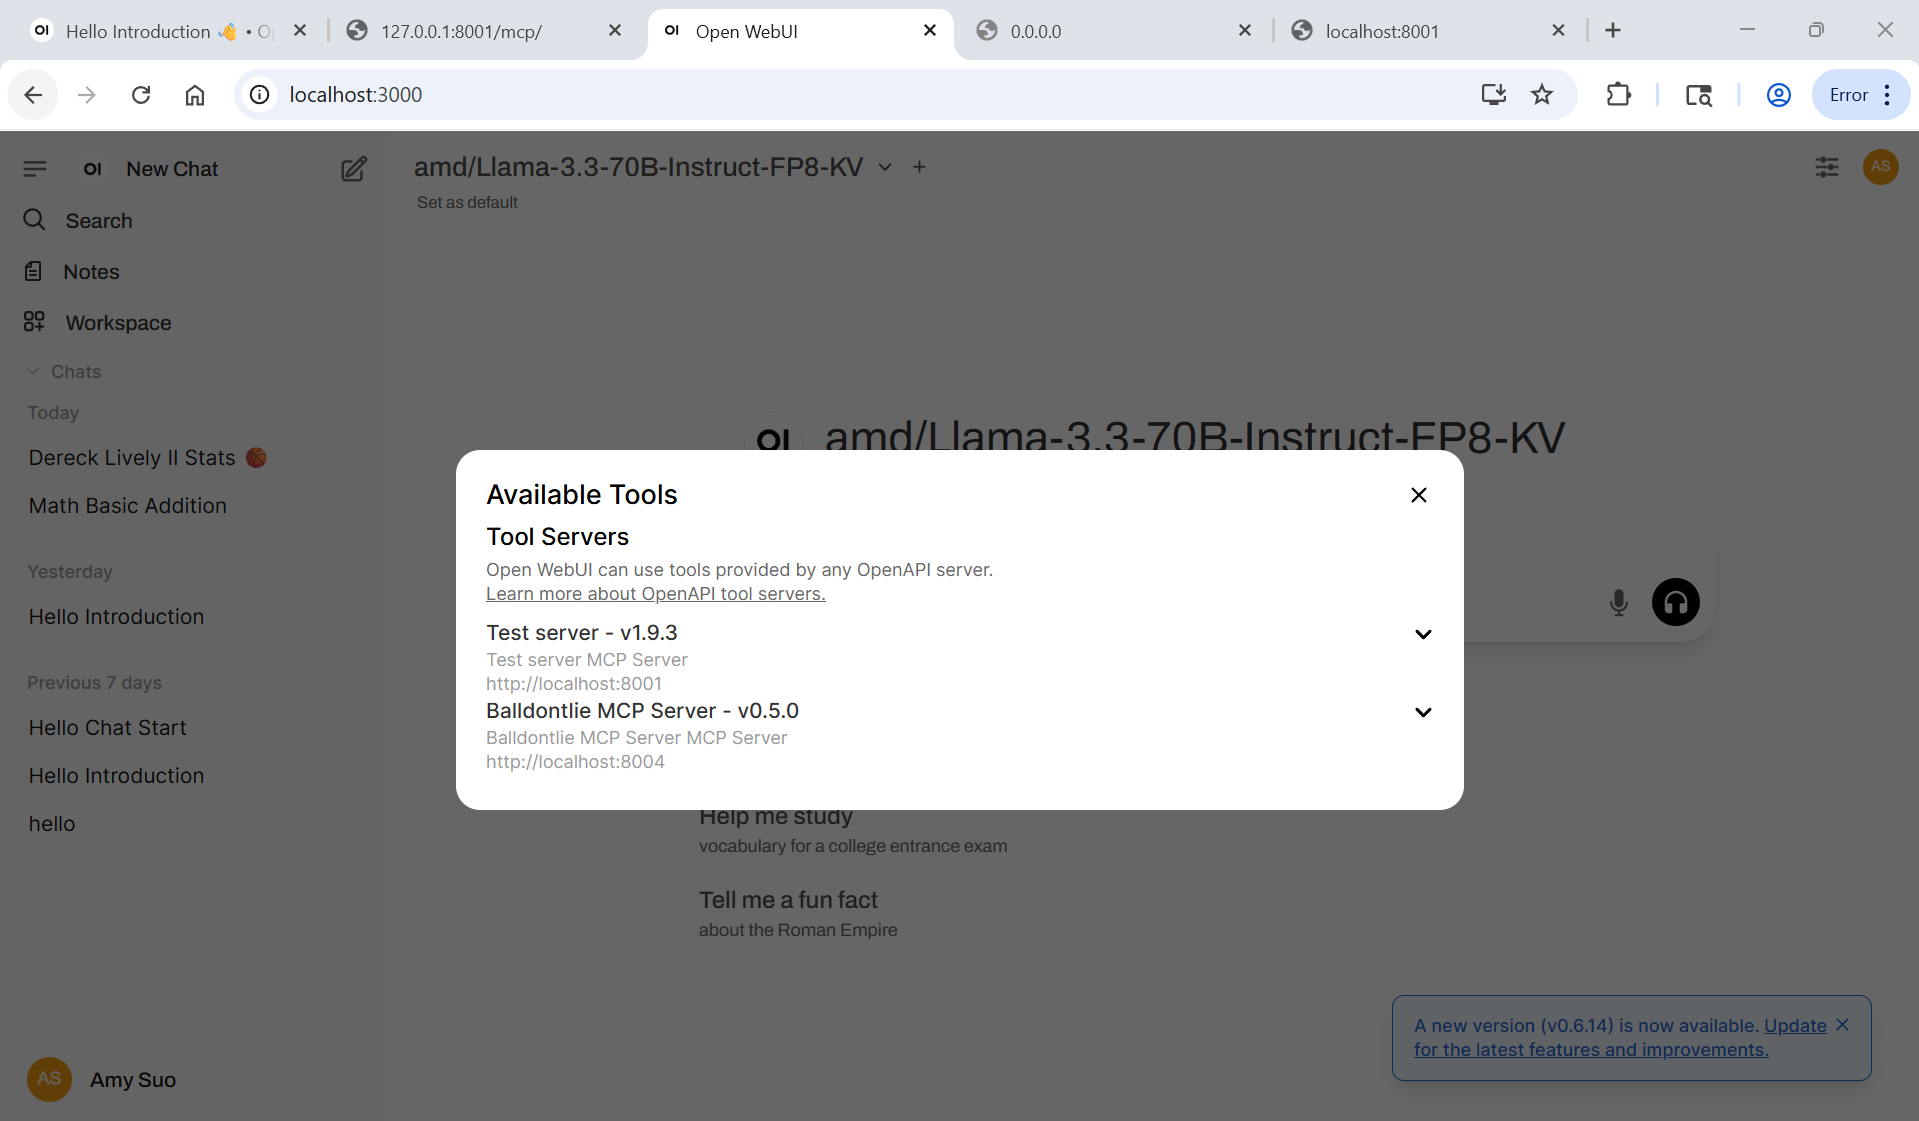 OI Hello Introduction 👋 • O
127.0.0.1:8001/mcp/
OI Open WebUI
0.0.0.0
localhost:8001
localhost:3000
Error
OI New Chat
Search
Notes
Workspace
Chats
Today
Dereck Lively II Stats 🏀
Math Basic Addition
Yesterday
Hello Introduction
Previous 7 days
Hello Chat Start
Hello Introduction
hello
AS Amy Suo
amd/Llama-3.3-70B-Instruct-FP8-KV
Set as default
AS
OI amd/Llama-3.3-70B-Instruct-FP8-KV
Available Tools
Tool Servers
Open WebUI can use tools provided by any OpenAPI server.
Learn more about OpenAPI tool servers.
Test server - v1.9.3
Test server MCP Server
http://localhost:8001
Balldontlie MCP Server - v0.5.0
Balldontlie MCP Server MCP Server
http://localhost:8004
Help me study
vocabulary for a college entrance exam
Tell me a fun fact
about the Roman Empire
A new version (v0.6.14) is now available. Update
for the latest features and improvements.